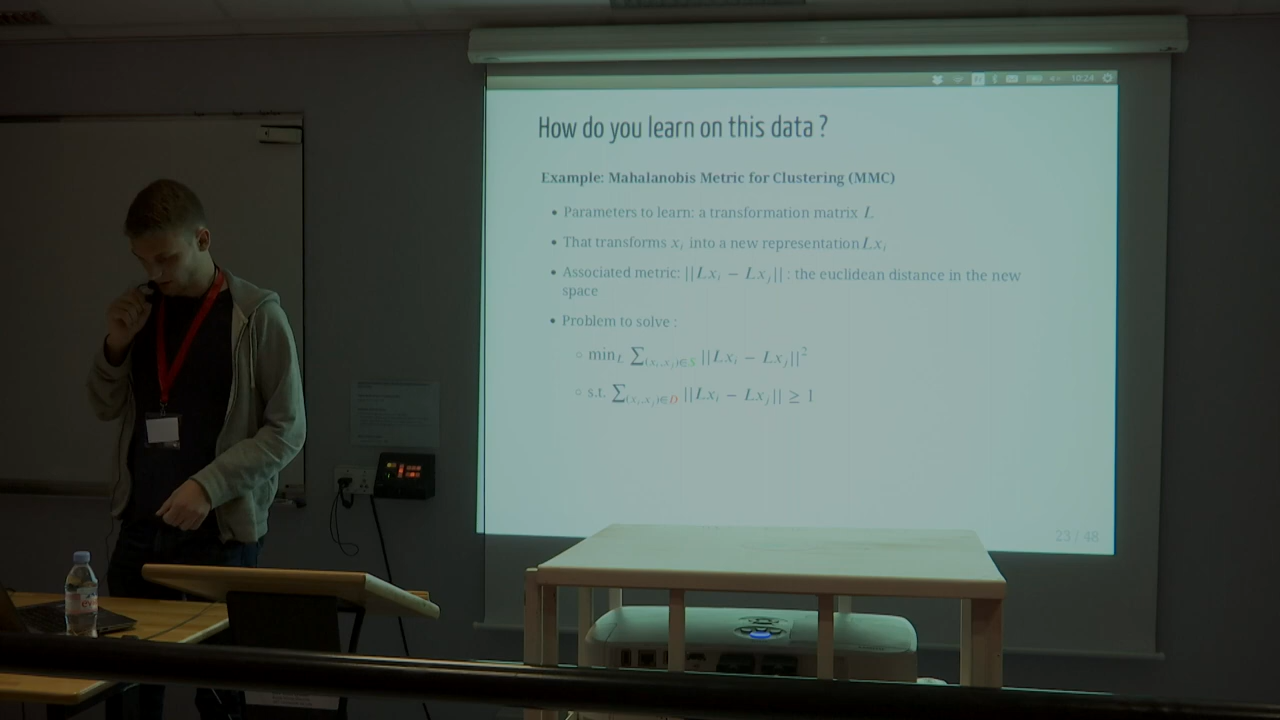 10:24
How do you learn on this data ?
Example: Mahalanobis Metric for Clustering (MMC)
• Parameters to learn: a transformation matrix L
• That transforms xᵢ into a new representation Lxᵢ
• Associated metric: ||Lxᵢ − Lxⱼ|| : the euclidean distance in the new
space
• Problem to solve :
○ min_L ∑_(xᵢ,xⱼ)∈S ||Lxᵢ − Lxⱼ||²
○ s.t. ∑_(xᵢ,xⱼ)∈D ||Lxᵢ − Lxⱼ|| ≥ 1
23 / 48